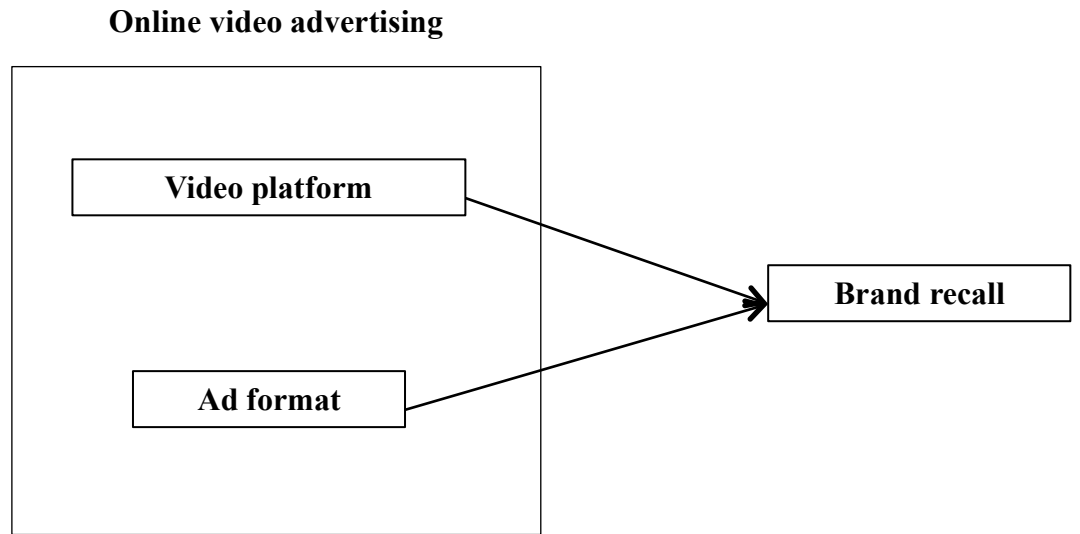 Online video advertising
Video platform
Brand recall
Ad format